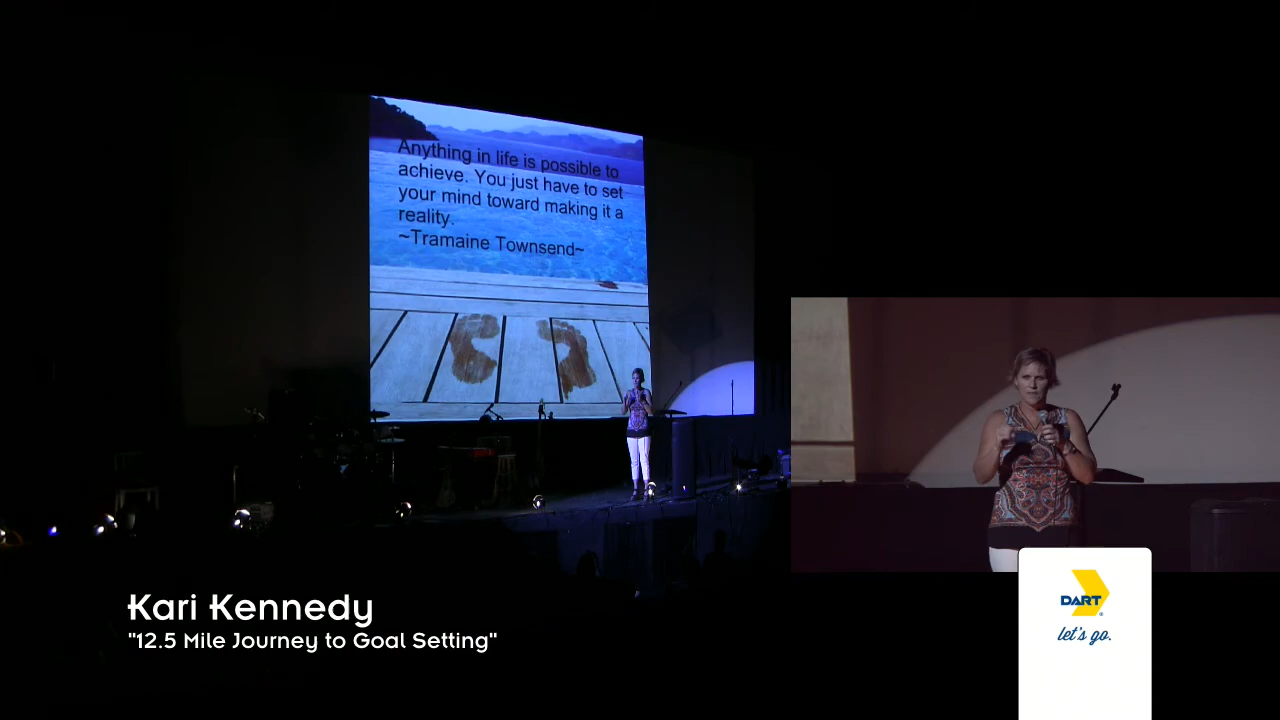 Anything in life is possible to
achieve. You just have to set
your mind toward making it a
reality.
~Tramaine Townsend~
Kari Kennedy
"12.5 Mile Journey to Goal Setting"
DART
let's go.